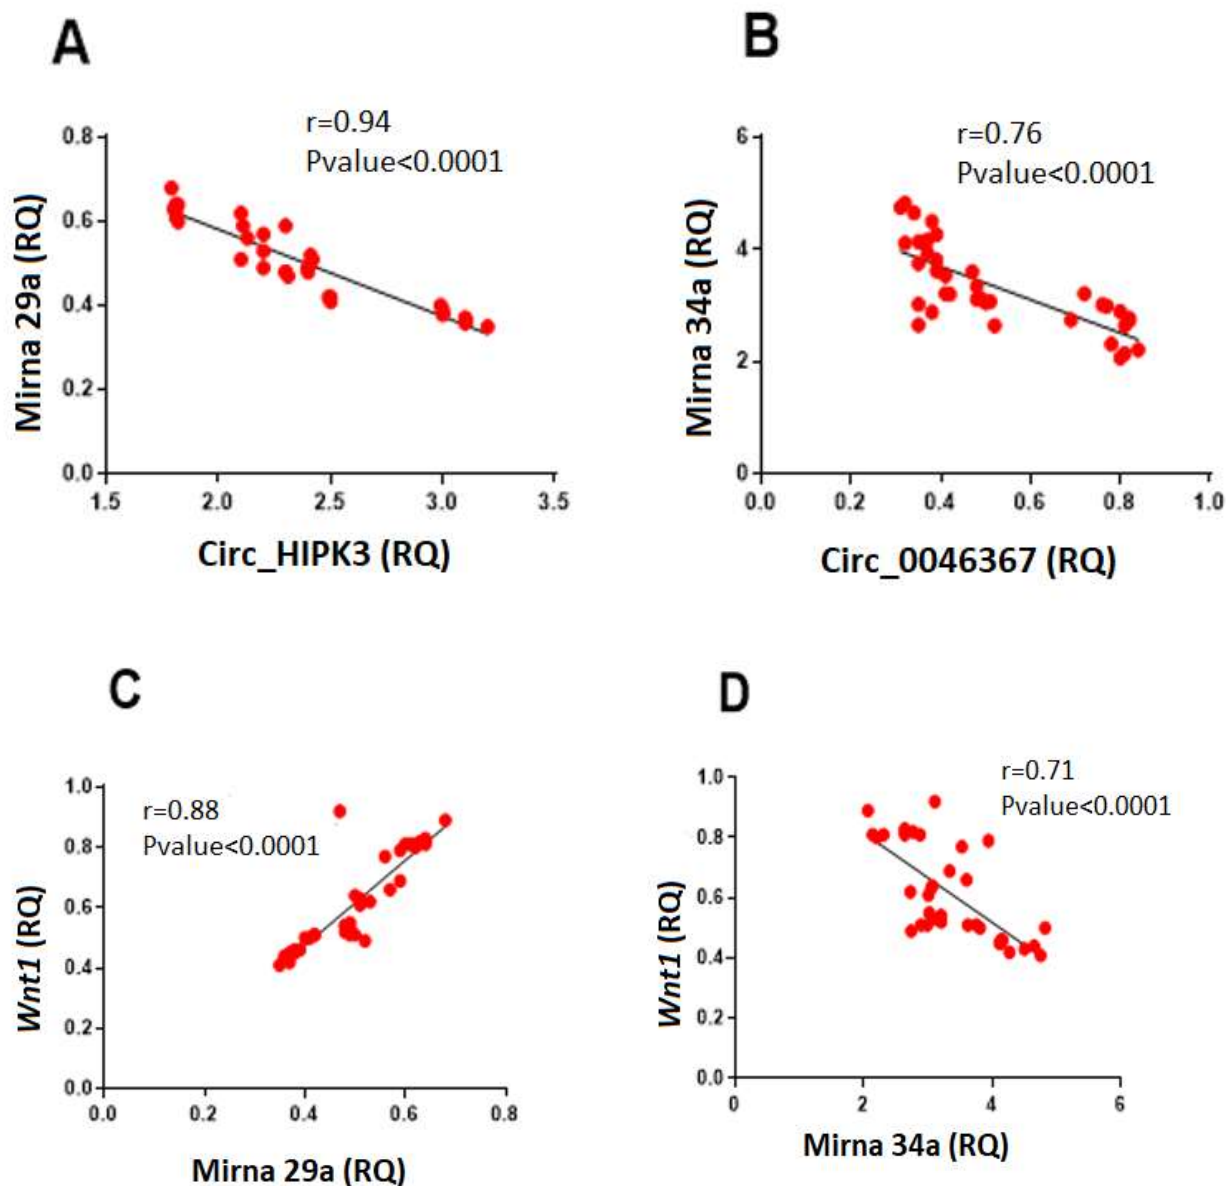 A
r=0.94
Pvalue<0.0001
Mirna 29a (RQ)
0.8
0.6
0.4
0.2
0.0
1.5 2.0 2.5 3.0 3.5
Circ_HIPK3 (RQ)
B
r=0.76
Pvalue<0.0001
Mirna 34a (RQ)
6
4
2
0
0.0 0.2 0.4 0.6 0.8 1.0
Circ_0046367 (RQ)
C
r=0.88
Pvalue<0.0001
Wnt1 (RQ)
1.0
0.8
0.6
0.4
0.2
0.0
0.0 0.2 0.4 0.6 0.8
Mirna 29a (RQ)
D
r=0.71
Pvalue<0.0001
Wnt1 (RQ)
1.0
0.8
0.6
0.4
0.2
0.0
0 2 4 6
Mirna 34a (RQ)